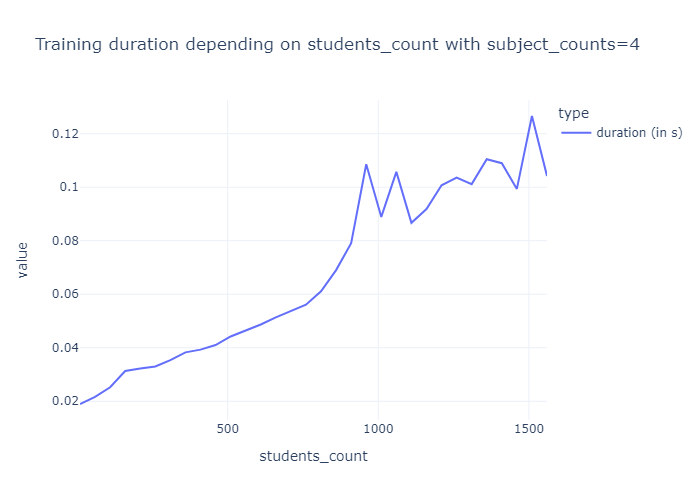 Training duration depending on students_count with subject_counts=4
type
duration (in s)
0.12
0.1
0.08
0.06
0.04
0.02
value
500
1000
1500
students_count